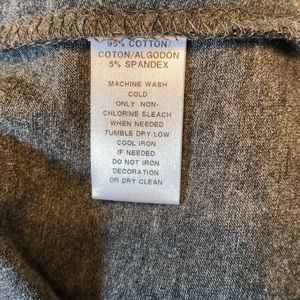 95% COTTON/
COTON/ALGODON
5% SPANDEX
MACHINE WASH
COLD
ONLY NON-
CHLORINE BLEACH
WHEN NEEDED
TUMBLE DRY LOW
COOL IRON
IF NEEDED
DO NOT IRON
DECORATION
OR DRY CLEAN